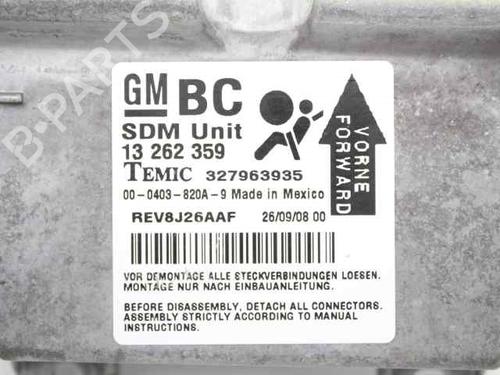 GM BC
SDM Unit
13 262 359
TEMIC 327963935
00-0403-820A-9 Made in Mexico
REV8J26AAF 26/09/08 00
VORNE
FORWARD
VOR DEMONTAGE ALLE STECKVERBINDUNGEN LOESEN.
MONTAGE NUR NACH EINBAUANLEITUNG.
BEFORE DISASSEMBLY, DETACH ALL CONNECTORS.
ASSEMBLY STRICTLY ACCORDING TO MANUAL
INSTRUCTIONS.
B-PARTS
B-PARTS